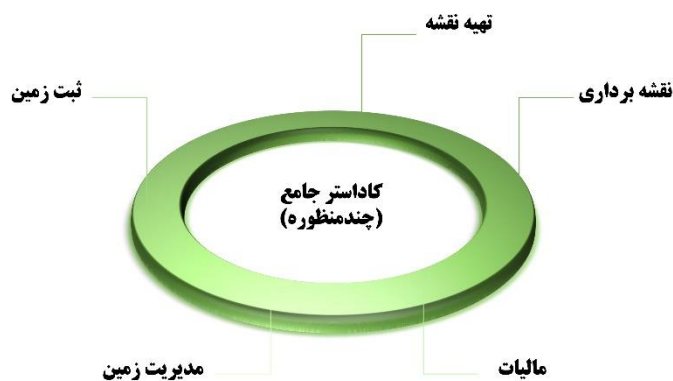 تهیه نقشه
نقشه برداری
ثبت زمین
کاداستر جامع
(چندمنظوره)
مالیات
مدیریت زمین